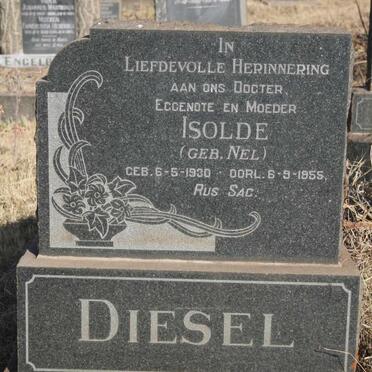 IN
LIEFDEVOLLE HERINNERING
AAN ONS DOGTER,
EGGENOTE EN MOEDER
ISOLDE
(GEB. NEL)
GEB. 6-5-1930 - OORL. 6-9-1955,
RUS SAG.
DIESEL